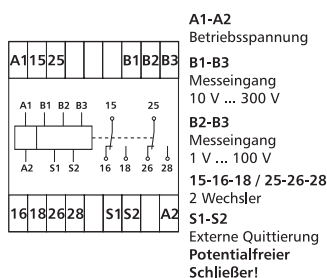 A1 15 25 B1 B2 B3
A1 B1 B2 B3 15 25
A2 S1 S2 16 18 26 28
16 18 26 28 S1 S2 A2
A1-A2
Betriebsspannung
B1-B3
Messeingang
10 V ... 300 V
B2-B3
Messeingang
1 V ... 100 V
15-16-18 / 25-26-28
2 Wechsler
S1-S2
Externe Quittierung
Potentialfreier
Schließer!